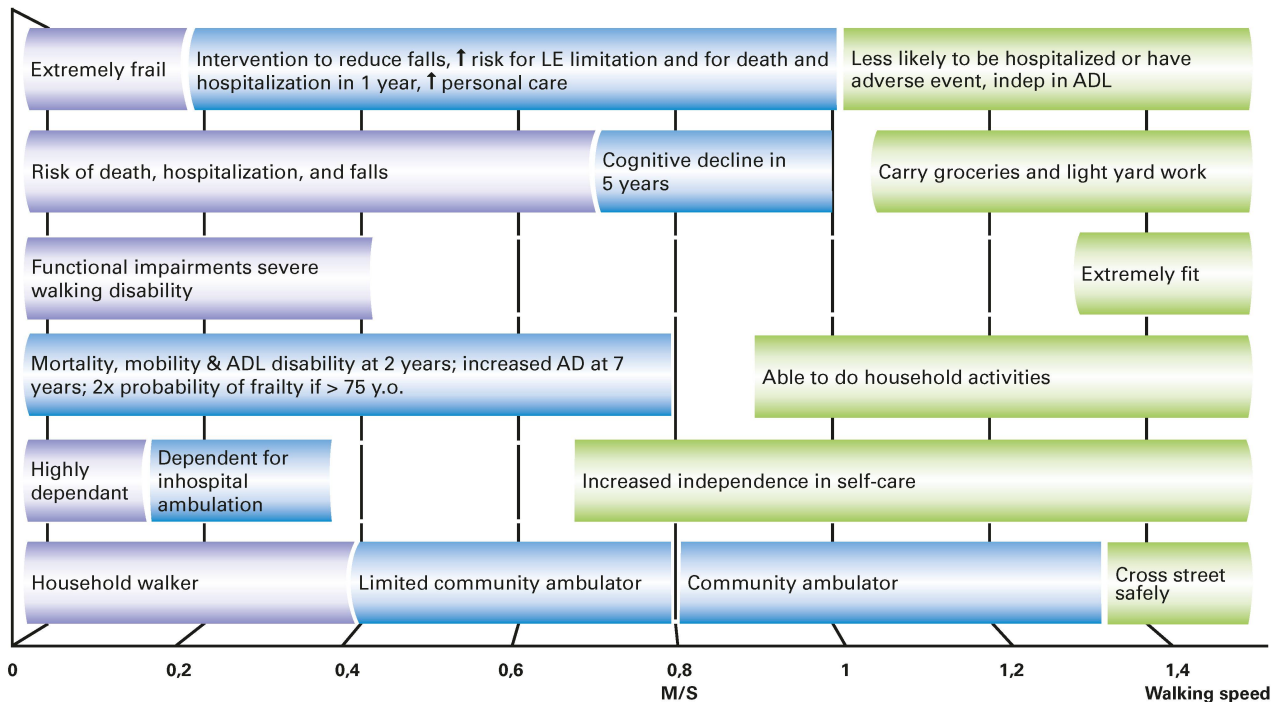 Extremely frail
Intervention to reduce falls, ↑ risk for LE limitation and for death and
hospitalization in 1 year, ↑ personal care
Less likely to be hospitalized or have
adverse event, indep in ADL
Risk of death, hospitalization, and falls
Cognitive decline in
5 years
Carry groceries and light yard work
Functional impairments severe
walking disability
Extremely fit
Mortality, mobility & ADL disability at 2 years; increased AD at 7
years; 2x probability of frailty if > 75 y.o.
Able to do household activities
Highly
dependant
Dependent for
inhospital
ambulation
Increased independence in self-care
Household walker
Limited community ambulator
Community ambulator
Cross street
safely
0
0,2
0,4
0,6
0,8
1
1,2
1,4
M/S
Walking speed